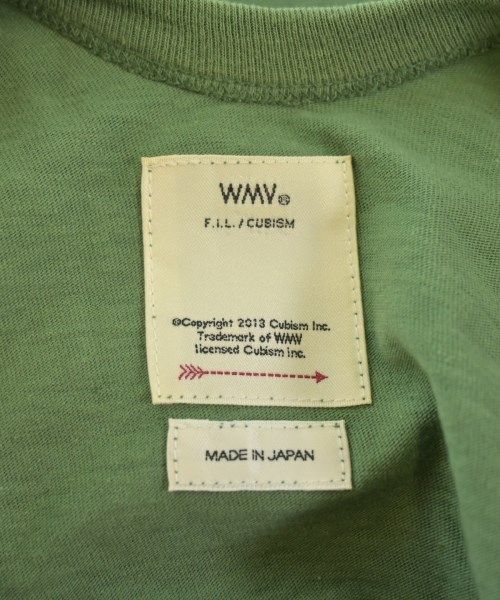 WMV®
F.I.L. / CUBISM
©Copyright 2013 Cubism Inc.
Trademark of WMV
licensed Cubism inc.
MADE IN JAPAN